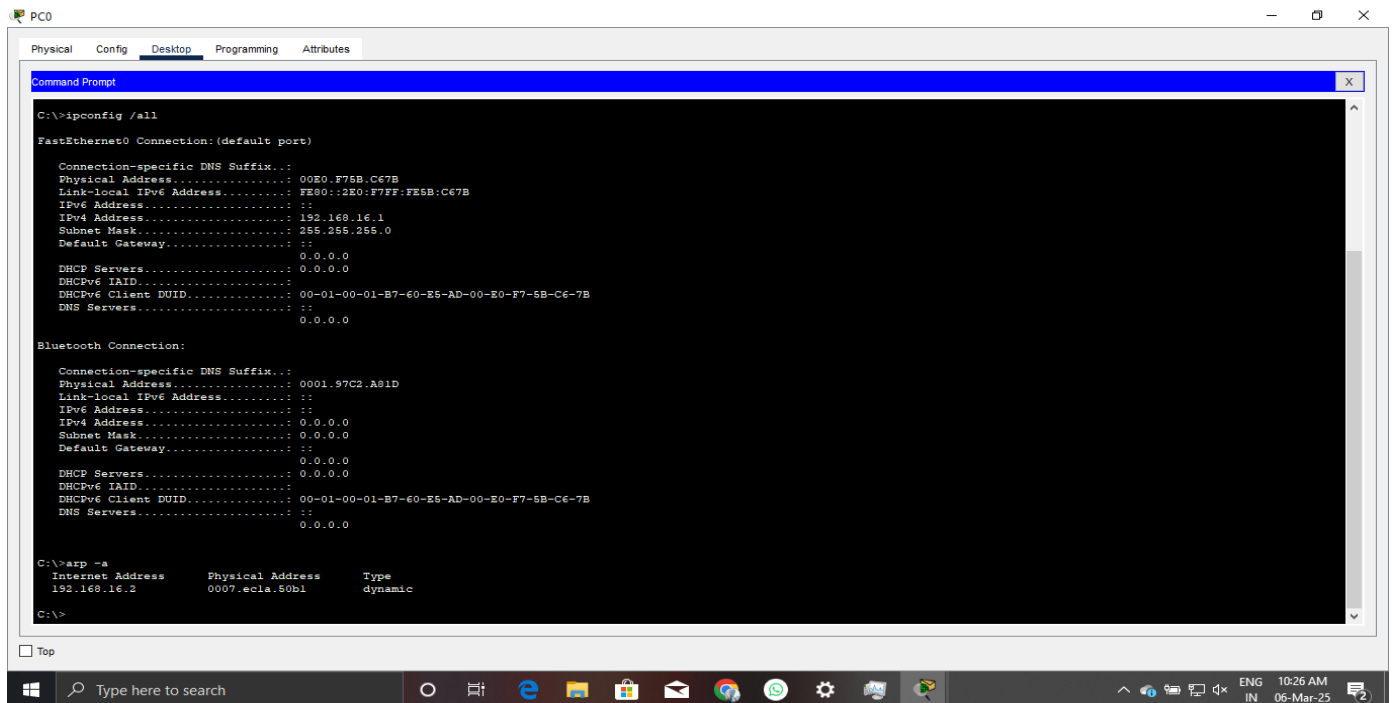 PC0
Physical Config Desktop Programming Attributes
Command Prompt
X
C:\>ipconfig /all
FastEthernet0 Connection:(default port)
Connection-specific DNS Suffix..:
Physical Address................: 00E0.F75B.C67B
Link-local IPv6 Address.........: FE80::2E0:F7FF:FE5B:C67B
IPv6 Address....................: ::
IPv4 Address....................: 192.168.16.1
Subnet Mask.....................: 255.255.255.0
Default Gateway.................: ::
0.0.0.0
DHCP Servers....................: 0.0.0.0
DHCPv6 IAID.....................:
DHCPv6 Client DUID..............: 00-01-00-01-B7-60-E5-AD-00-E0-F7-5B-C6-7B
DNS Servers.....................: ::
0.0.0.0
Bluetooth Connection:
Connection-specific DNS Suffix..:
Physical Address................: 0001.97C2.A81D
Link-local IPv6 Address.........: ::
IPv6 Address....................: ::
IPv4 Address....................: 0.0.0.0
Subnet Mask.....................: 0.0.0.0
Default Gateway.................: ::
0.0.0.0
DHCP Servers....................: 0.0.0.0
DHCPv6 IAID.....................:
DHCPv6 Client DUID..............: 00-01-00-01-B7-60-E5-AD-00-E0-F7-5B-C6-7B
DNS Servers.....................: ::
0.0.0.0
C:\>arp -a
Internet Address Physical Address Type
192.168.16.2 0007.ec1a.50b1 dynamic
C:\>
Top
Type here to search
ENG 10:26 AM
IN 06-Mar-25
2